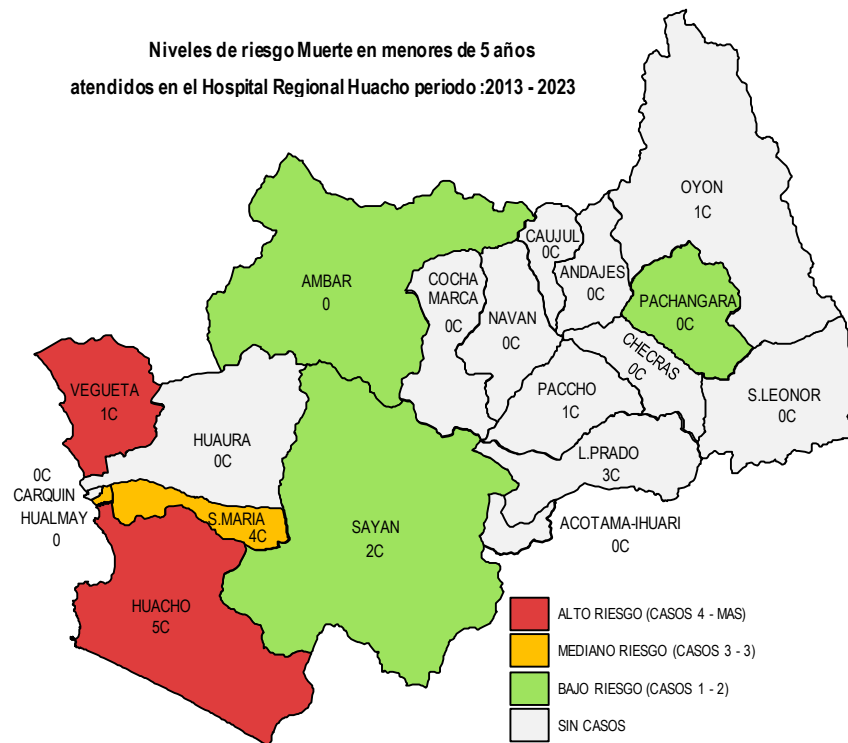 Niveles de riesgo Muerte en menores de 5 años
atendidos en el Hospital Regional Huacho periodo :2013 - 2023
OYON
1C
CAUJUL
0C
ANDAJES
0C
AMBAR
0
COCHA
MARCA
0C
NAVAN
0C
PACHANGARA
0C
CHECRAS
0C
VEGUETA
1C
PACCHO
1C
S.LEONOR
0C
HUAURA
0C
L.PRADO
3C
0C
CARQUIN
HUALMAY
0
S.MARIA
4C
SAYAN
2C
ACOTAMA-IHUARI
0C
HUACHO
5C
ALTO RIESGO (CASOS 4 - MAS)
MEDIANO RIESGO (CASOS 3 - 3)
BAJO RIESGO (CASOS 1 - 2)
SIN CASOS